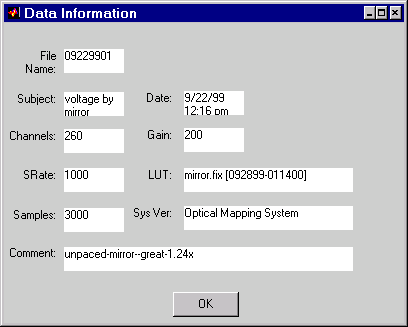 Data Information
File Name: 09229901
Subject: voltage by mirror
Date: 9/22/99 12:16 pm
Channels: 260
Gain: 200
SRate: 1000
LUT: mirror.fix [092899-011400]
Samples: 3000
Sys Ver: Optical Mapping System
Comment: unpaced-mirror--great-1.24x
OK